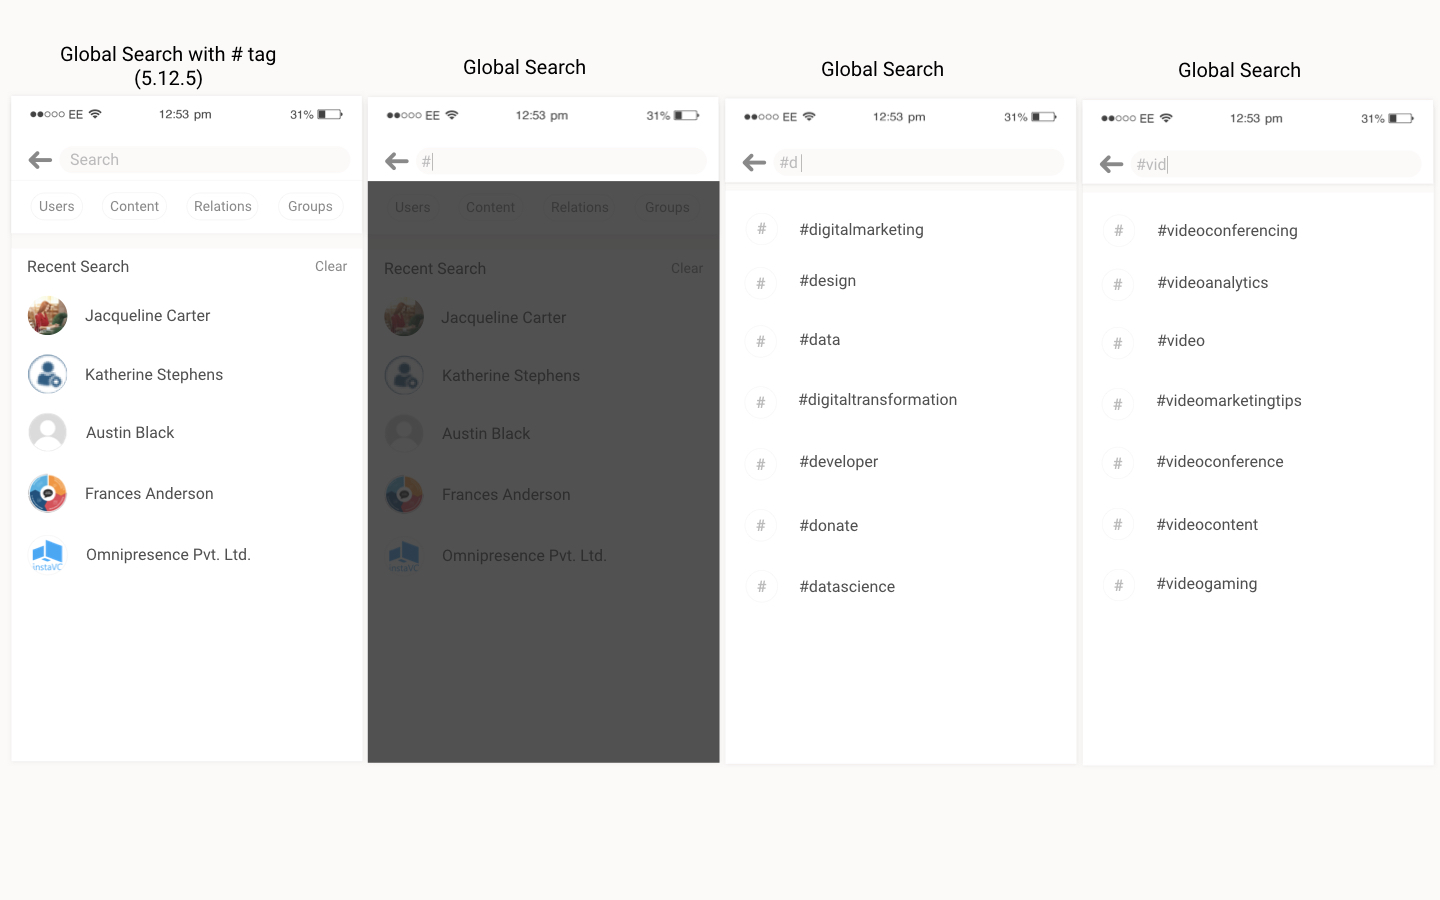 Global Search with # tag
(5.12.5)
EE 12:53 pm 31%
Search
Users Content Relations Groups
Recent Search Clear
Jacqueline Carter
Katherine Stephens
Austin Black
Frances Anderson
instaVC
Omnipresence Pvt. Ltd.
Global Search
EE 12:53 pm 31%
#
Users Content Relations Groups
Recent Search Clear
Jacqueline Carter
Katherine Stephens
Austin Black
Frances Anderson
instaVC
Omnipresence Pvt. Ltd.
Global Search
EE 12:53 pm 31%
#d
# #digitalmarketing
# #design
# #data
# #digitaltransformation
# #developer
# #donate
# #datascience
Global Search
EE 12:53 pm 31%
#vid
# #videoconferencing
# #videoanalytics
# #video
# #videomarketingtips
# #videoconference
# #videocontent
# #videogaming